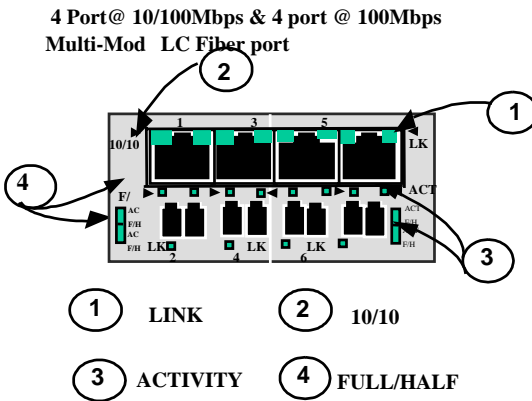 4 Port@ 10/100Mbps & 4 port @ 100Mbps
Multi-Mod LC Fiber port
2
1
1 3 5
10/10 LK
4
F/ ACT
AC ACT
F/H F/H
AC
F/H LK LK LK F/H
2 4 6
3
1 LINK 2 10/10
3 ACTIVITY 4 FULL/HALF